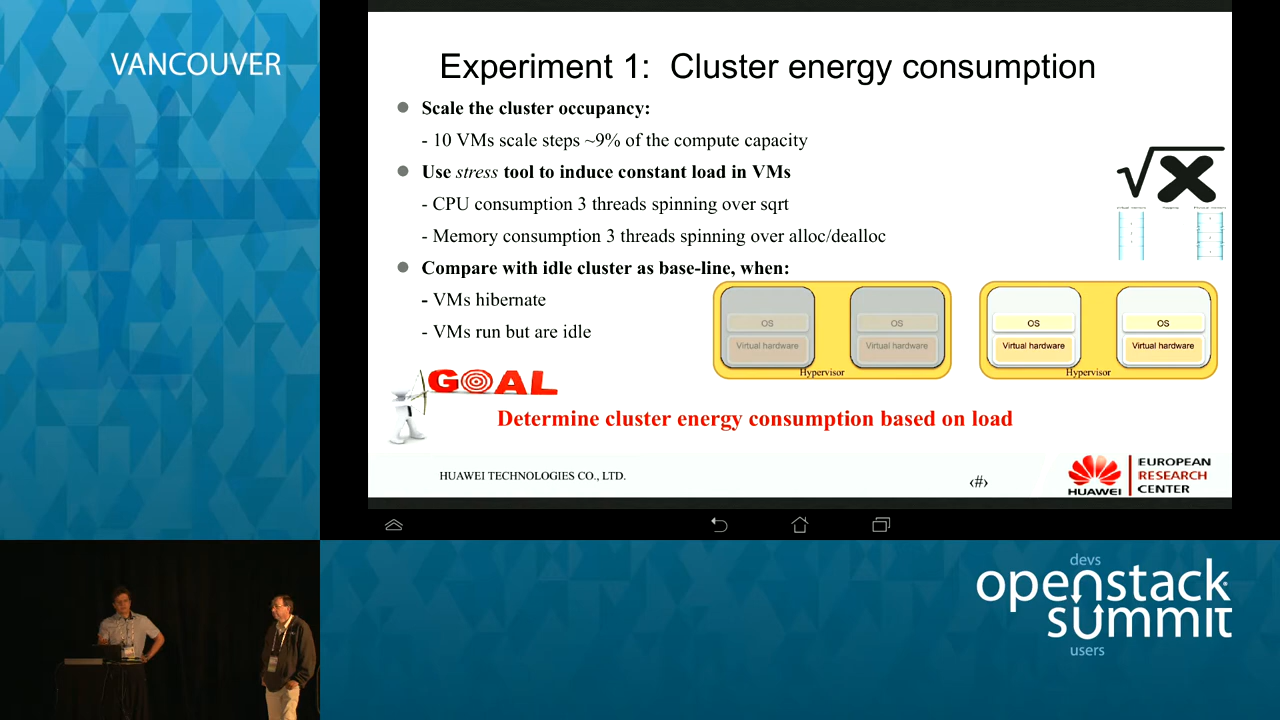 VANCOUVER
Experiment 1: Cluster energy consumption
Scale the cluster occupancy:
- 10 VMs scale steps ~9% of the compute capacity
Use stress tool to induce constant load in VMs
- CPU consumption 3 threads spinning over sqrt
- Memory consumption 3 threads spinning over alloc/dealloc
Compare with idle cluster as base-line, when:
- VMs hibernate
- VMs run but are idle
√x
OS
Virtual hardware
OS
Virtual hardware
Hypervisor
OS
Virtual hardware
OS
Virtual hardware
Hypervisor
GOAL
Determine cluster energy consumption based on load
HUAWEI TECHNOLOGIES CO., LTD.
‹#›
HUAWEI
EUROPEAN
RESEARCH
CENTER
devs
openstack
summit
users